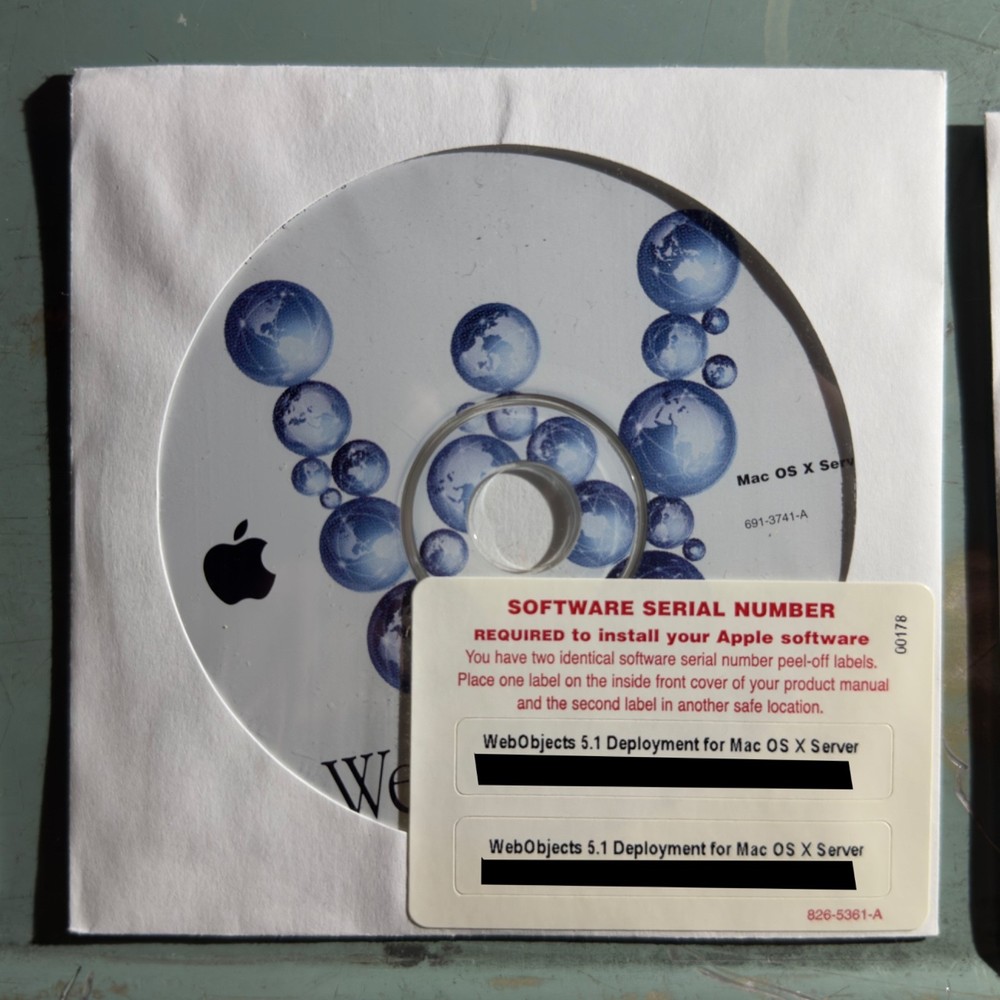 Mac OS X Serv
691-3741-A
We
SOFTWARE SERIAL NUMBER
REQUIRED to install your Apple software
You have two identical software serial number peel-off labels.
Place one label on the inside front cover of your product manual
and the second label in another safe location.
00178
WebObjects 5.1 Deployment for Mac OS X Server
WebObjects 5.1 Deployment for Mac OS X Server
826-5361-A